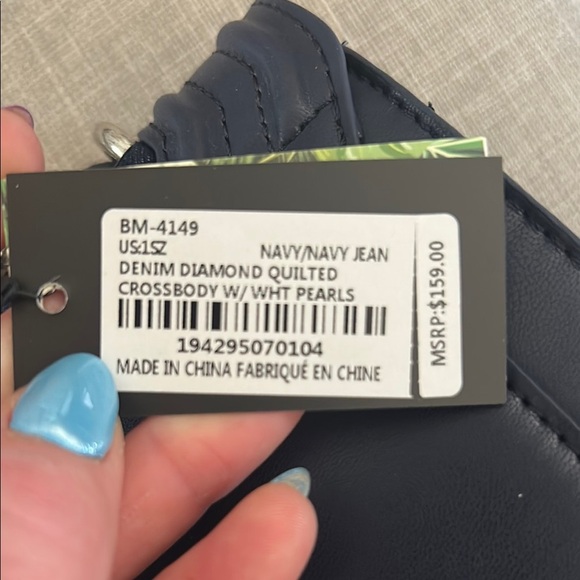 BM-4149
US:1SZ NAVY/NAVY JEAN
DENIM DIAMOND QUILTED
CROSSBODY W/ WHT PEARLS
194295070104
MADE IN CHINA FABRIQUÉ EN CHINE
MSRP:$159.00